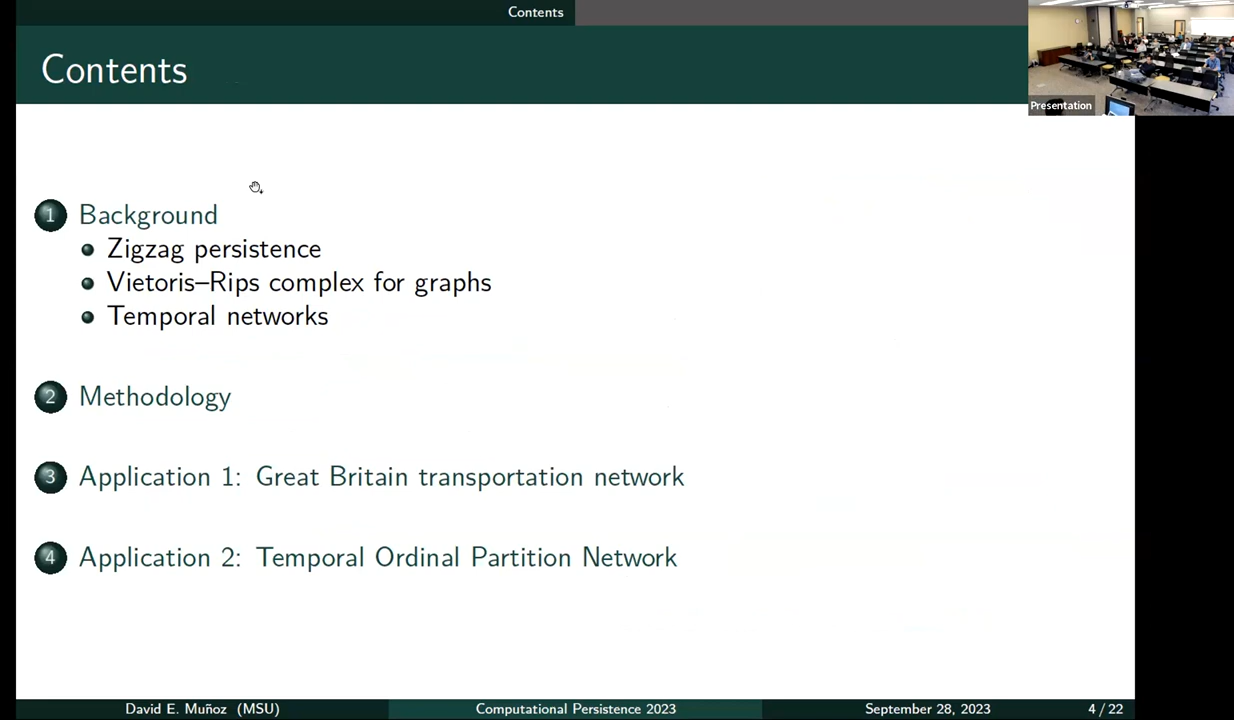 Contents
Contents
Presentation
1 Background
Zigzag persistence
Vietoris–Rips complex for graphs
Temporal networks
2 Methodology
3 Application 1: Great Britain transportation network
4 Application 2: Temporal Ordinal Partition Network
David E. Muñoz (MSU) Computational Persistence 2023 September 28, 2023 4 / 22